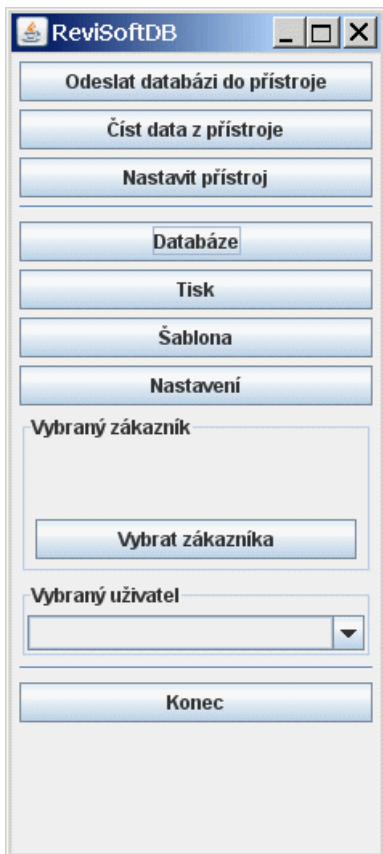 ReviSoftDB
Odeslat databázi do přístroje
Číst data z přístroje
Nastavit přístroj
Databáze
Tisk
Šablona
Nastavení
Vybraný zákazník
Vybrat zákazníka
Vybraný uživatel
Konec